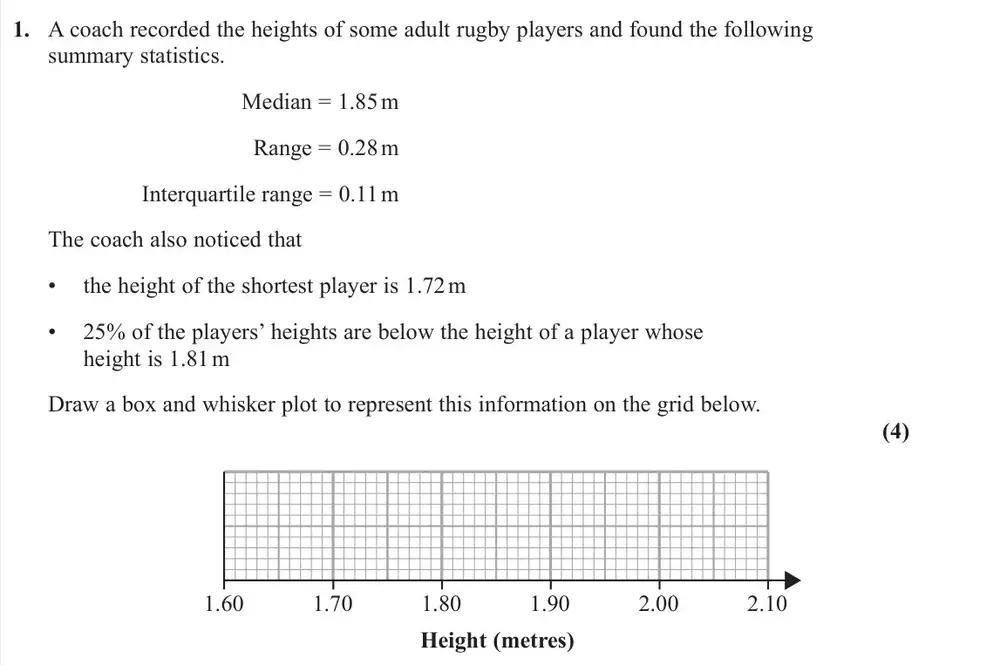 1. A coach recorded the heights of some adult rugby players and found the following
summary statistics.
Median = 1.85 m
Range = 0.28 m
Interquartile range = 0.11 m
The coach also noticed that
• the height of the shortest player is 1.72 m
• 25% of the players’ heights are below the height of a player whose
height is 1.81 m
Draw a box and whisker plot to represent this information on the grid below.
(4)
1.60 1.70 1.80 1.90 2.00 2.10
Height (metres)